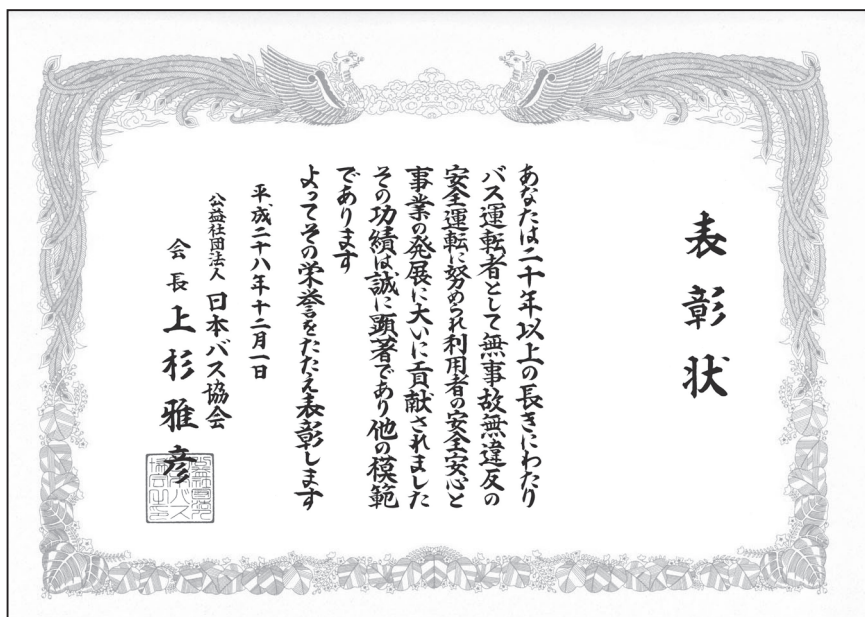 表彰状
あなたは二十年以上の長きにわたり
バス運転者として無事故無違反の
安全運転に努められ利用者の安全安心と
事業の発展に大いに貢献されました
その功績は誠に顕著であり他の模範
であります
よってその栄誉をたたえ表彰します
平成二十八年十二月一日
公益社団法人 日本バス協会
会長 上杉雅彦